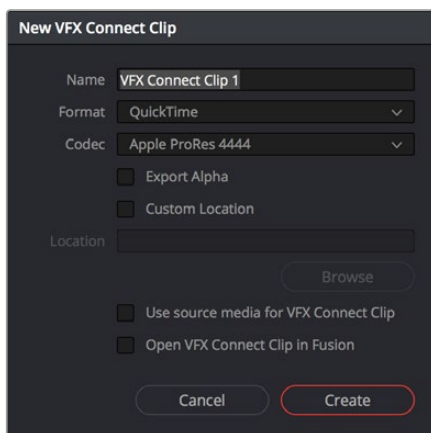 New VFX Connect Clip
Name VFX Connect Clip 1
Format QuickTime
Codec Apple ProRes 4444
Export Alpha
Custom Location
Location
Browse
Use source media for VFX Connect Clip
Open VFX Connect Clip in Fusion
Cancel Create